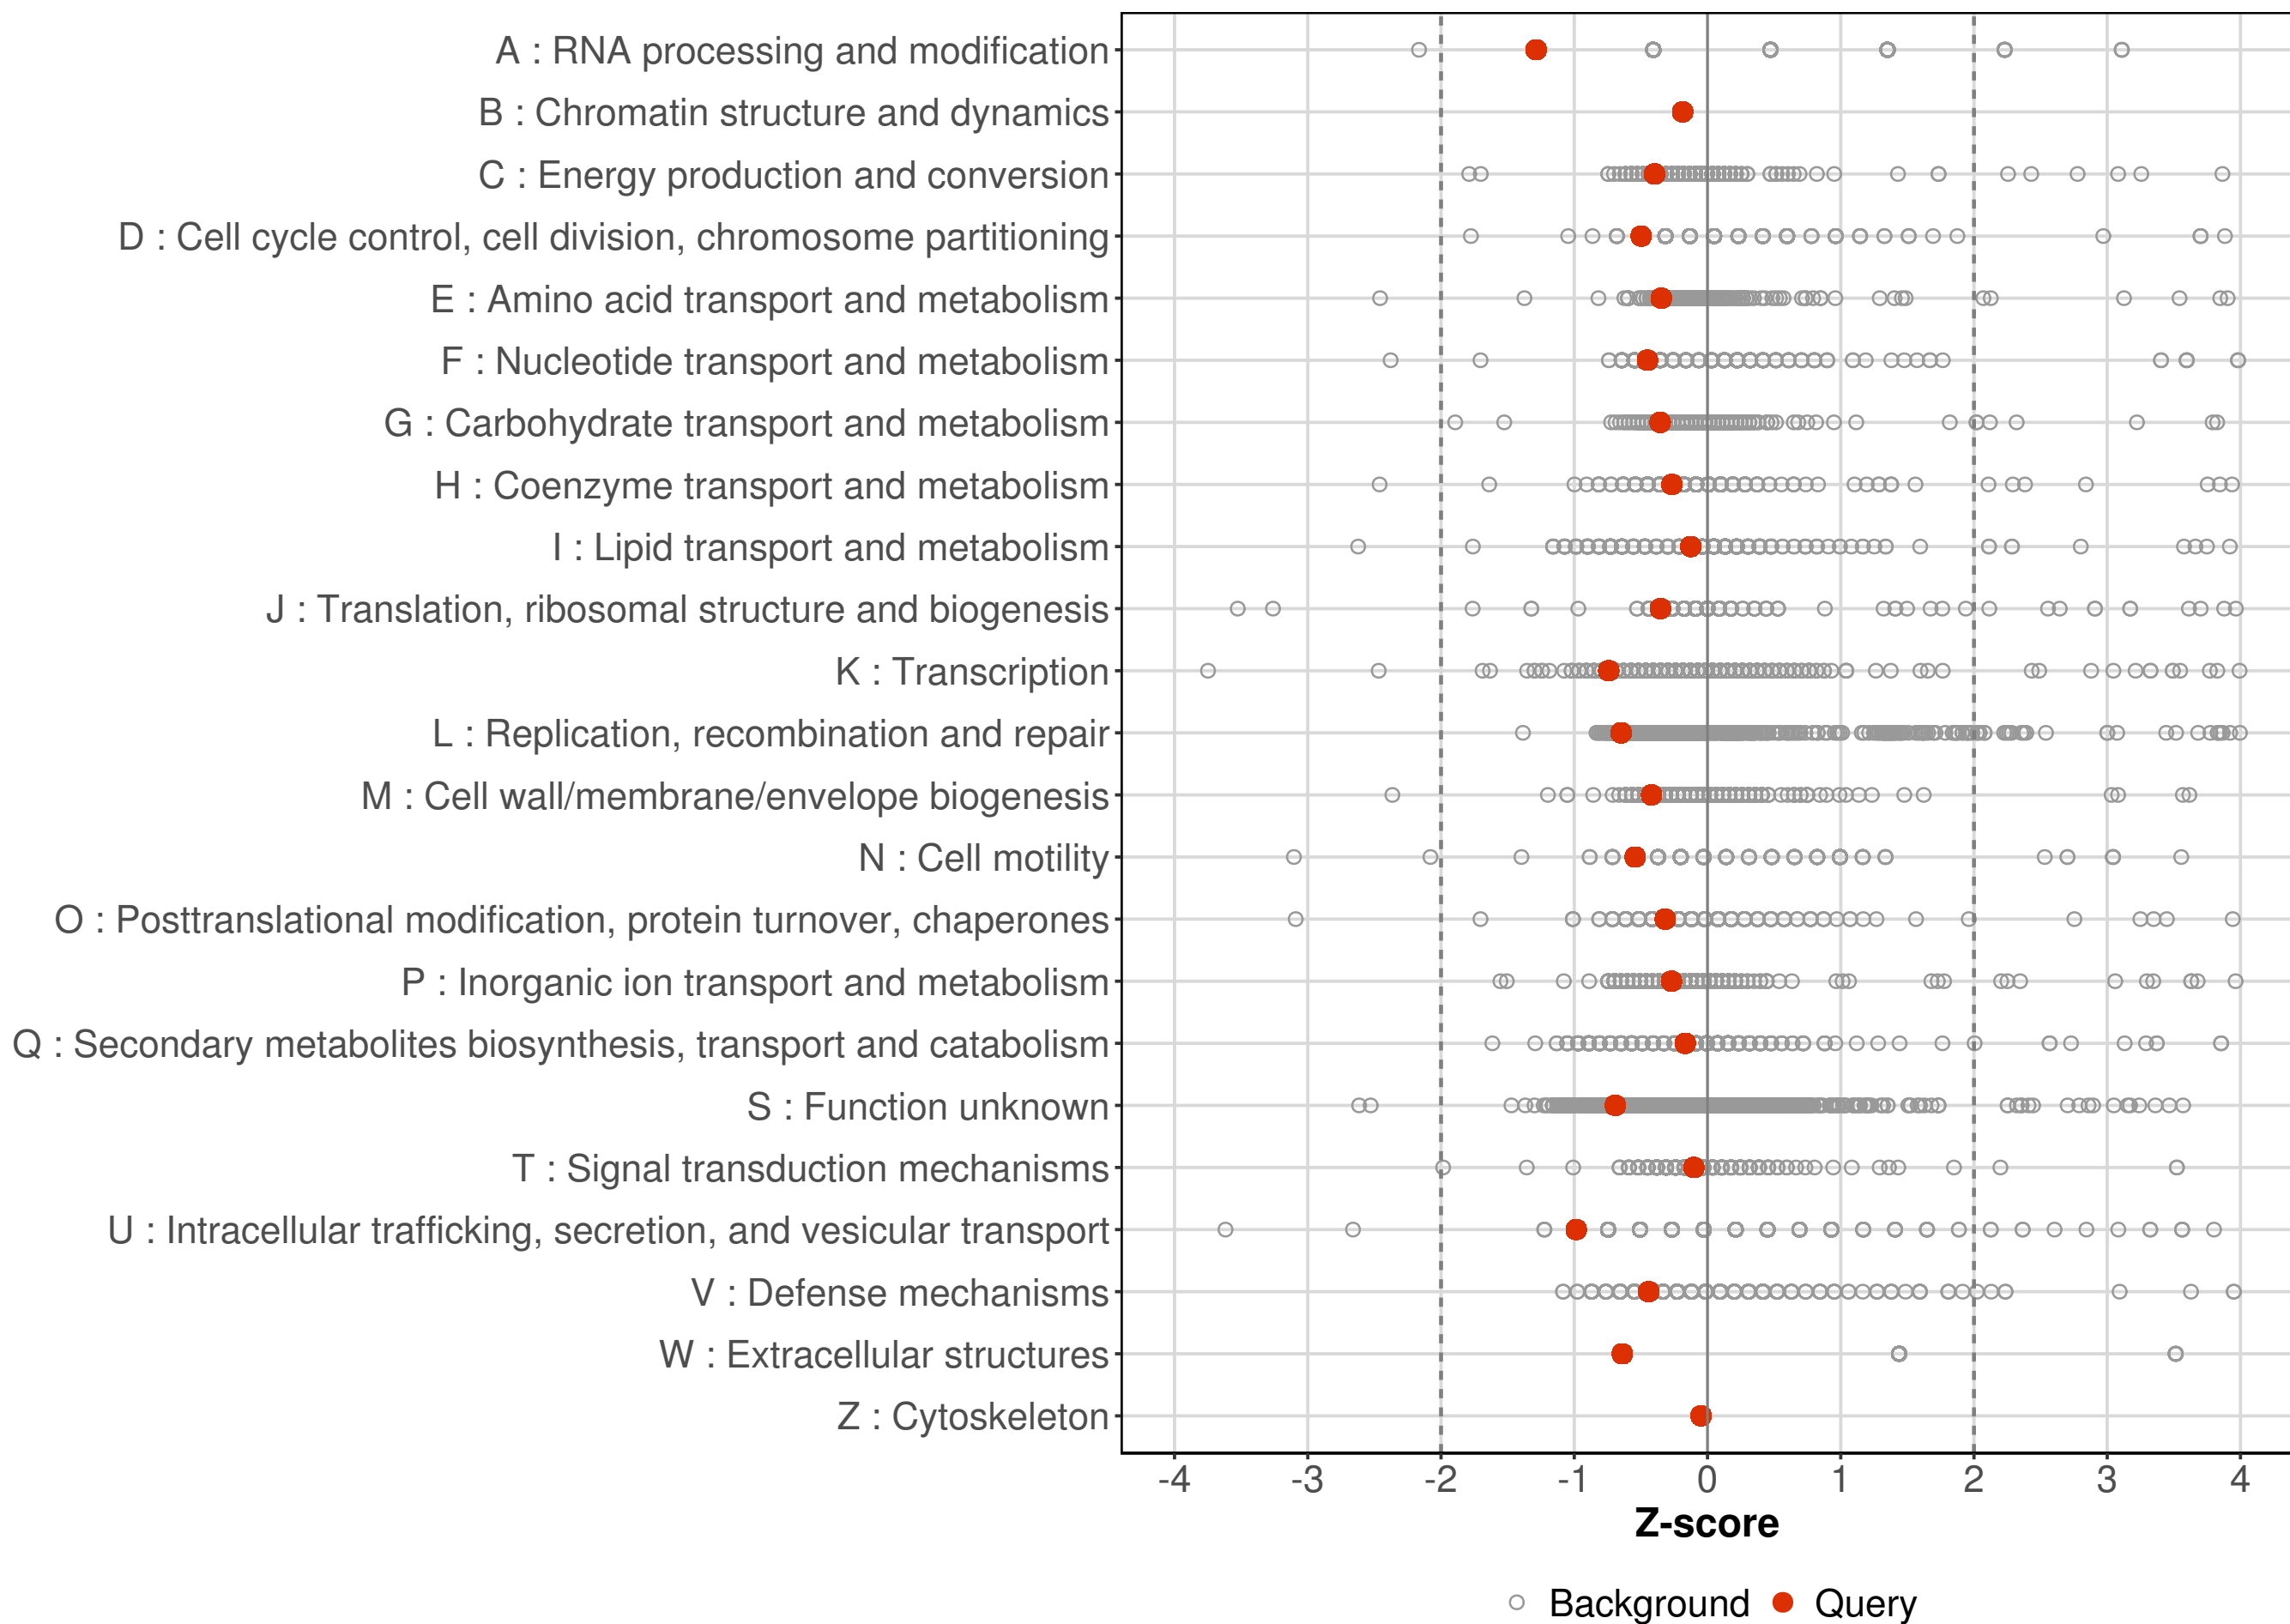 A : RNA processing and modification
B : Chromatin structure and dynamics
C : Energy production and conversion
D : Cell cycle control, cell division, chromosome partitioning
E : Amino acid transport and metabolism
F : Nucleotide transport and metabolism
G : Carbohydrate transport and metabolism
H : Coenzyme transport and metabolism
I : Lipid transport and metabolism
J : Translation, ribosomal structure and biogenesis
K : Transcription
L : Replication, recombination and repair
M : Cell wall/membrane/envelope biogenesis
N : Cell motility
O : Posttranslational modification, protein turnover, chaperones
P : Inorganic ion transport and metabolism
Q : Secondary metabolites biosynthesis, transport and catabolism
S : Function unknown
T : Signal transduction mechanisms
U : Intracellular trafficking, secretion, and vesicular transport
V : Defense mechanisms
W : Extracellular structures
Z : Cytoskeleton
-4 -3 -2 -1 0 1 2 3 4
Z-score
Background Query